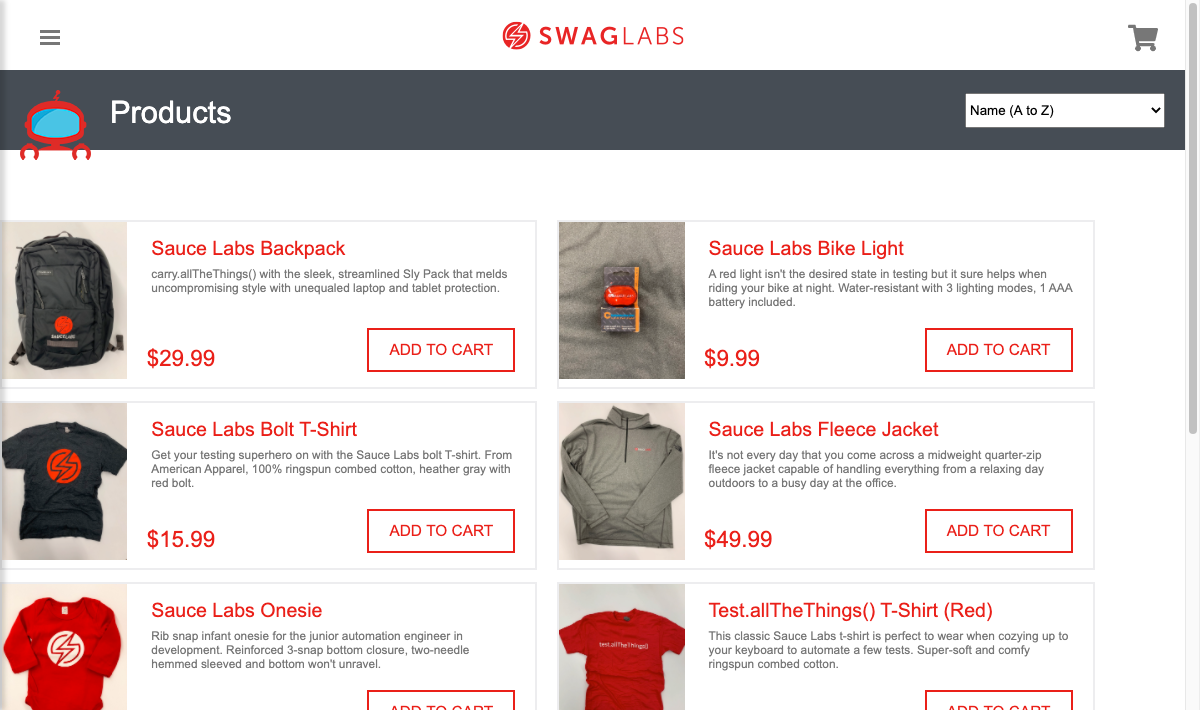 SWAGLABS
Products
Name (A to Z)
Sauce Labs Backpack
carry.allTheThings() with the sleek, streamlined Sly Pack that melds
uncompromising style with unequaled laptop and tablet protection.
$29.99
ADD TO CART
Sauce Labs Bike Light
A red light isn't the desired state in testing but it sure helps when
riding your bike at night. Water-resistant with 3 lighting modes, 1 AAA
battery included.
$9.99
ADD TO CART
Sauce Labs Bolt T-Shirt
Get your testing superhero on with the Sauce Labs bolt T-shirt. From
American Apparel, 100% ringspun combed cotton, heather gray with
red bolt.
$15.99
ADD TO CART
Sauce Labs Fleece Jacket
It's not every day that you come across a midweight quarter-zip
fleece jacket capable of handling everything from a relaxing day
outdoors to a busy day at the office.
$49.99
ADD TO CART
Sauce Labs Onesie
Rib snap infant onesie for the junior automation engineer in
development. Reinforced 3-snap bottom closure, two-needle
hemmed sleeved and bottom won't unravel.
ADD TO CART
test.allTheThings()
Test.allTheThings() T-Shirt (Red)
This classic Sauce Labs t-shirt is perfect to wear when cozying up to
your keyboard to automate a few tests. Super-soft and comfy
ringspun combed cotton.
ADD TO CART